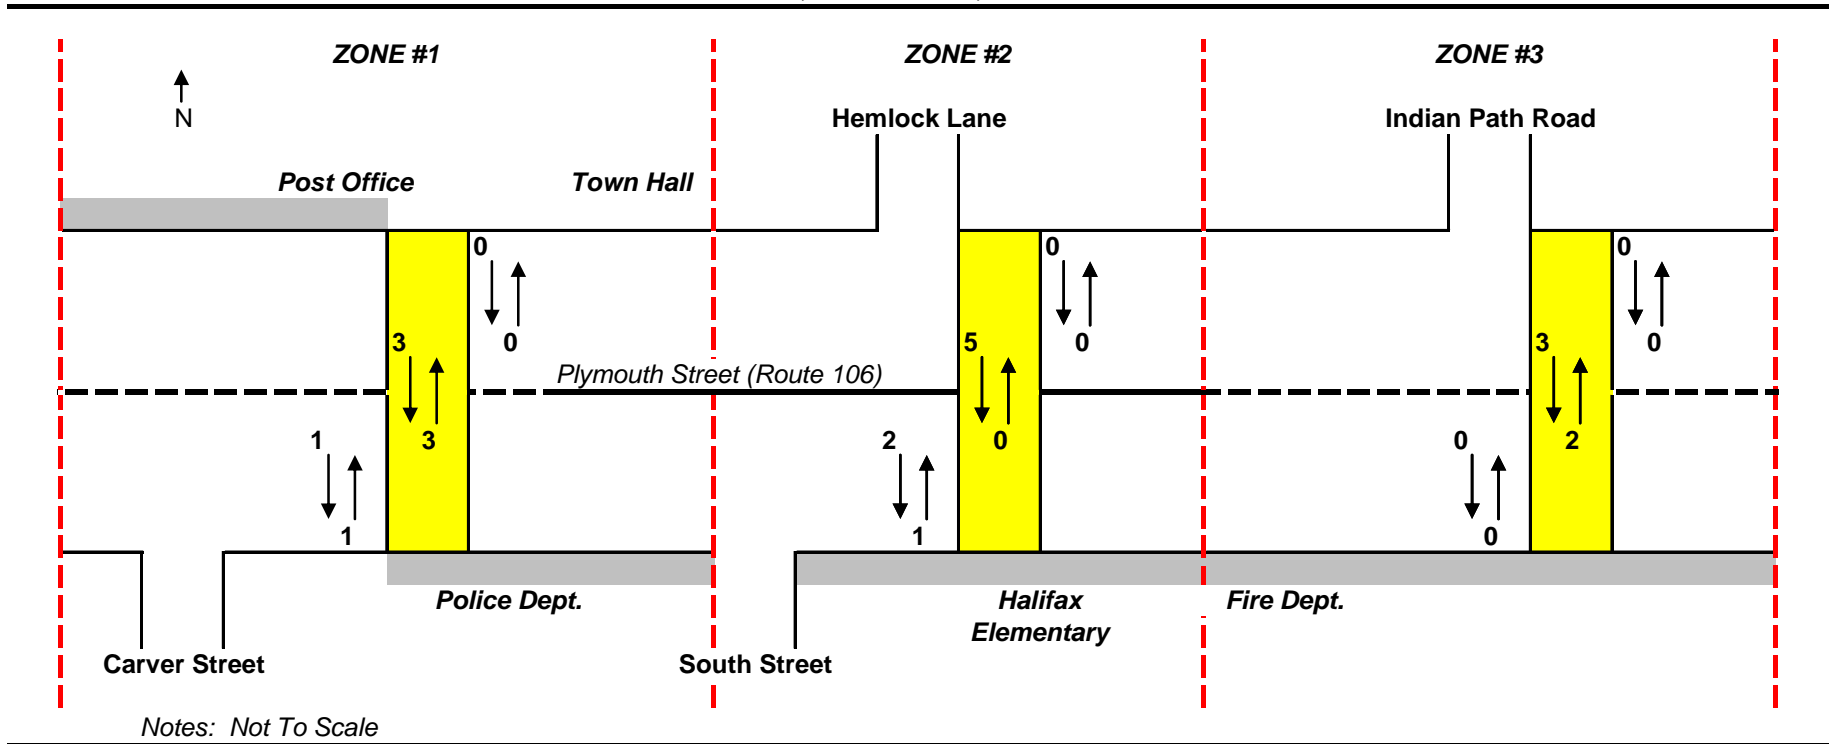 ZONE #1 ZONE #2 ZONE #3
N
Hemlock Lane Indian Path Road
Post Office Town Hall
0 0 0
3 0 5 0 3 0
Plymouth Street (Route 106)
1 3 2 0 0 2
1 1 0
Police Dept. Halifax Fire Dept.
Elementary
Carver Street South Street
Notes: Not To Scale